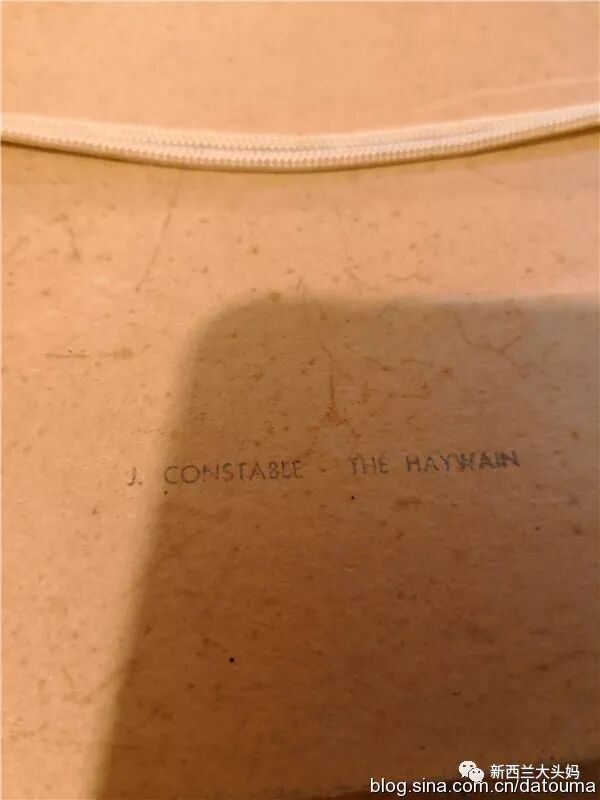 J. CONSTABLE - THE HAYWAIN
新西兰大头妈
blog.sina.com.cn/datouma